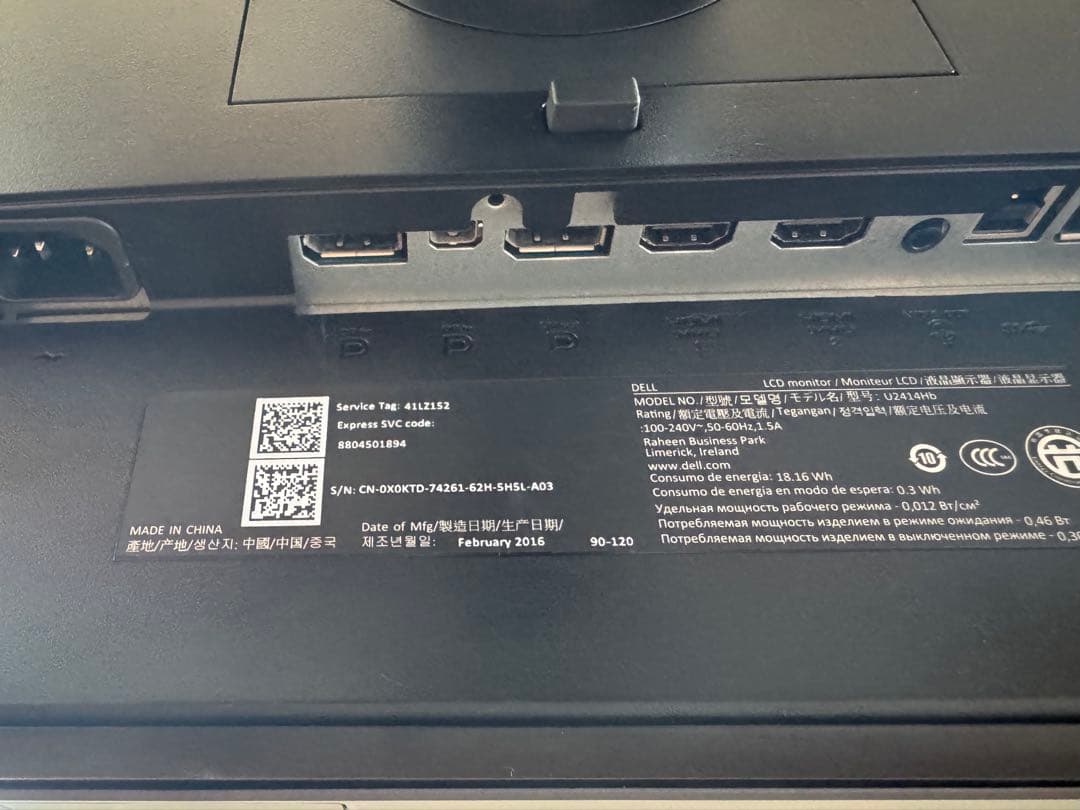 Service Tag: 41LZ152
Express SVC code:
8804501894
S/N: CN-0X0KTD-74261-62H-5H5L-A03
MADE IN CHINA
產地/产地/생산지: 中國/中国/중국
Date of Mfg/製造日期/生产日期/
제조년월일: February 2016
90-120
DELL LCD monitor / Moniteur LCD / 液晶顯示器 / 液晶显示器
MODEL NO. / 型號 / 모델명 / モデル名 / 型号: U2414Hb
Rating / 額定電壓及電流 / Tegangan / 정격입력 / 额定电压及电流
:100-240V~,50-60Hz,1.5A
Raheen Business Park
Limerick, Ireland
www.dell.com
Consumo de energia: 18.16 Wh
Consumo de energia en modo de espera: 0.3 Wh
Удельная мощность рабочего режима - 0,012 Вт/см²
Потребляемая мощность изделием в режиме ожидания - 0,46 Вт
Потребляемая мощность изделием в выключенном режиме - 0,30
10